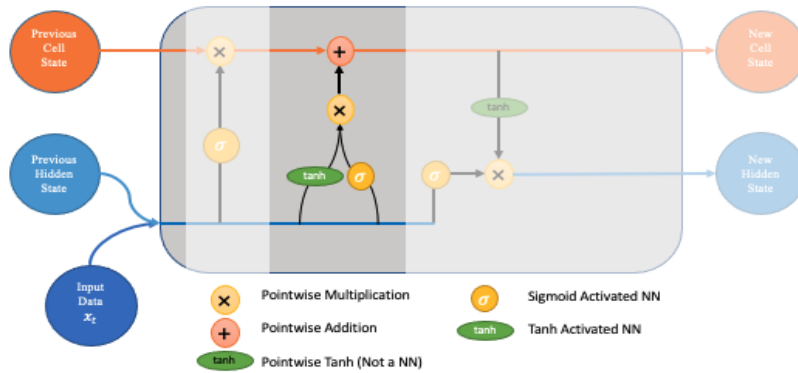 Previous
Cell
State
New
Cell
State
×
+
×
σ
tanh
σ
tanh
σ
×
Previous
Hidden
State
New
Hidden
State
Input
Data
xₜ
× Pointwise Multiplication
+ Pointwise Addition
tanh Pointwise Tanh (Not a NN)
σ Sigmoid Activated NN
tanh Tanh Activated NN